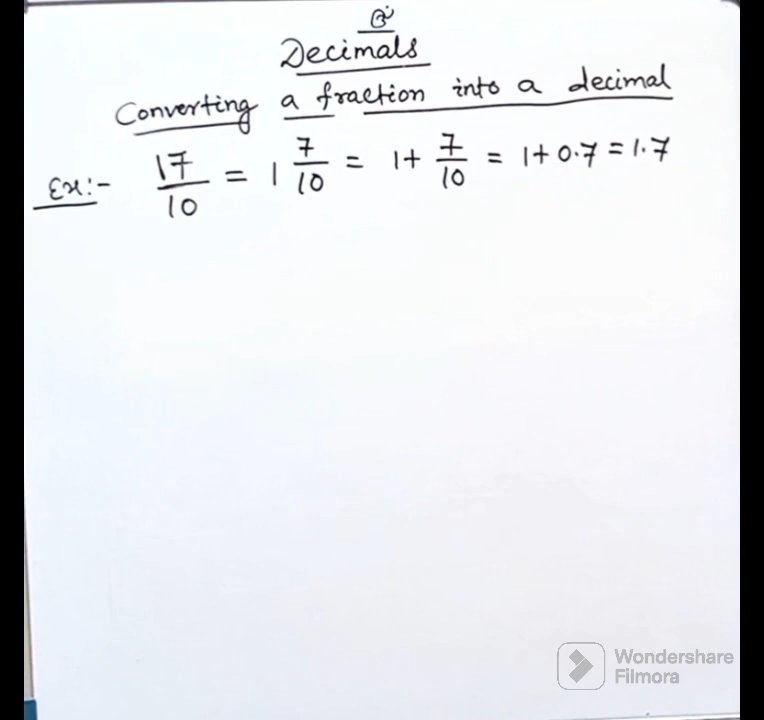 Decimals
Converting a fraction into a decimal
Ex:- 17/10 = 1 7/10 = 1 + 7/10 = 1 + 0.7 = 1.7
Wondershare
Filmora